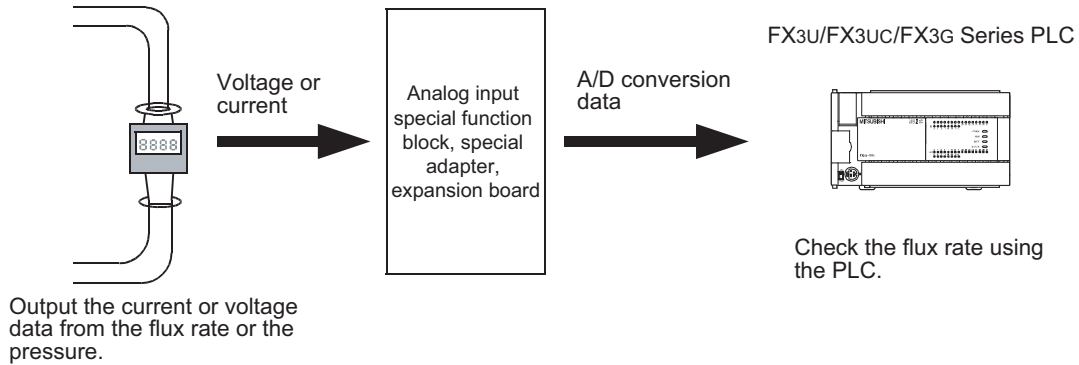 FX3U/FX3UC/FX3G Series PLC
Voltage or
current
Analog input
special function
block, special
adapter,
expansion board
A/D conversion
data
8888
MITSUBISHI
Check the flux rate using
the PLC.
Output the current or voltage
data from the flux rate or the
pressure.